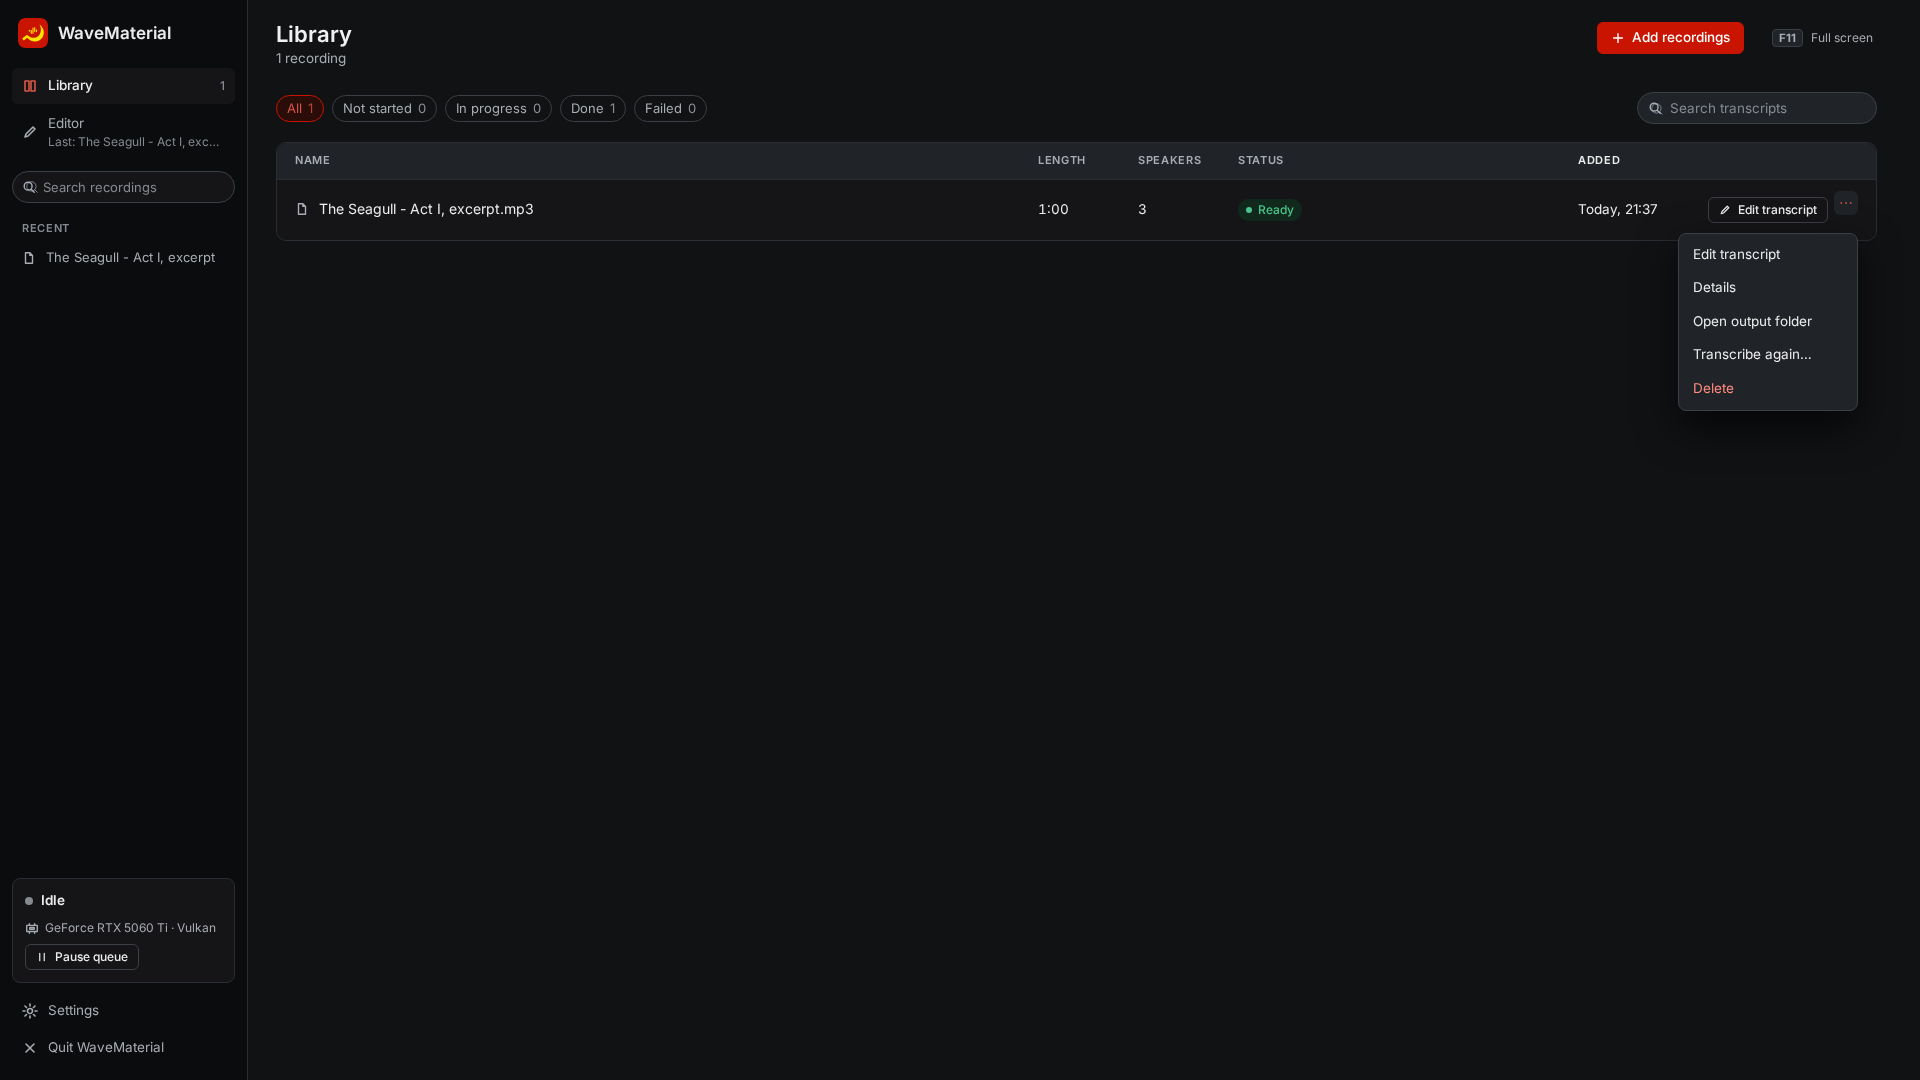 WaveMaterial
Library 1
Editor
Last: The Seagull - Act I, exc...
Search recordings
RECENT
The Seagull - Act I, excerpt
Idle
GeForce RTX 5060 Ti · Vulkan
Pause queue
Settings
Quit WaveMaterial
Library
1 recording
Add recordings
F11 Full screen
All 1 Not started 0 In progress 0 Done 1 Failed 0
Search transcripts
NAME LENGTH SPEAKERS STATUS ADDED
The Seagull - Act I, excerpt.mp3 1:00 3 Ready Today, 21:37 Edit transcript ...
Edit transcript
Details
Open output folder
Transcribe again...
Delete